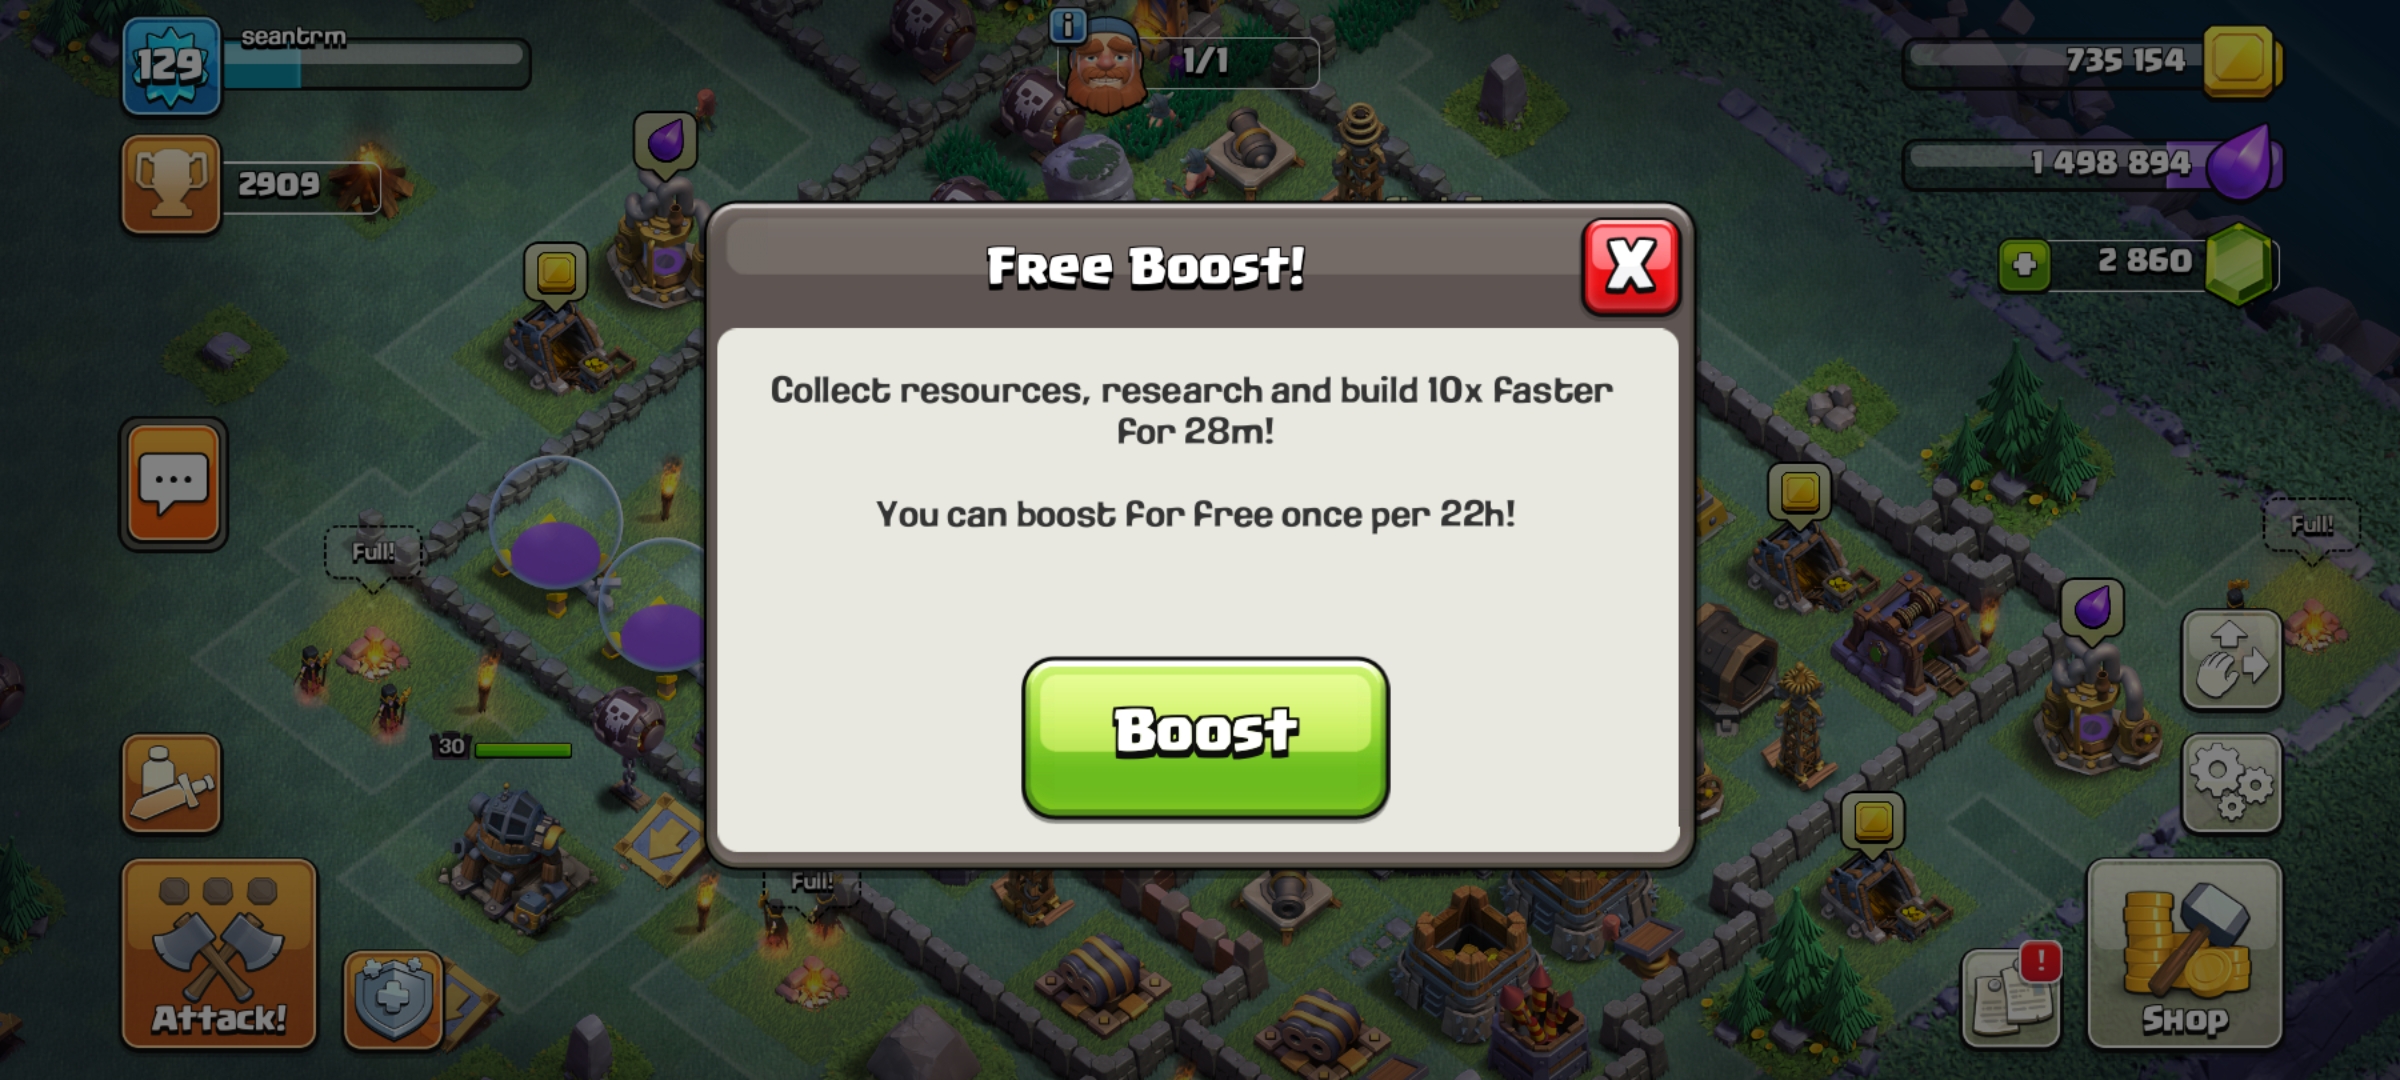 129
seantrm
i
1/1
735 154
2909
1 498 894
2 860
Free Boost!
X
Collect resources, research and build 10x faster
for 28m!
You can boost for free once per 22h!
Full!
Full!
Boost
30
Full!
Attack!
!
Shop